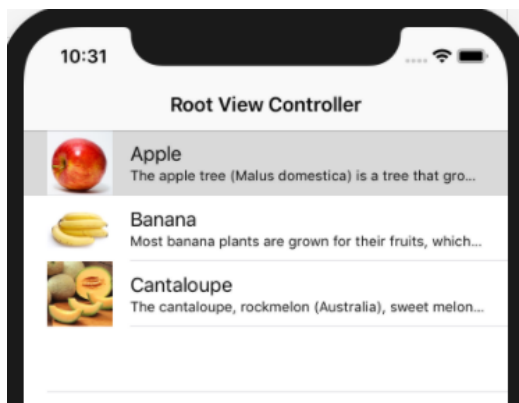 10:31
Root View Controller
Apple
The apple tree (Malus domestica) is a tree that gro...
Banana
Most banana plants are grown for their fruits, which...
Cantaloupe
The cantaloupe, rockmelon (Australia), sweet melon...